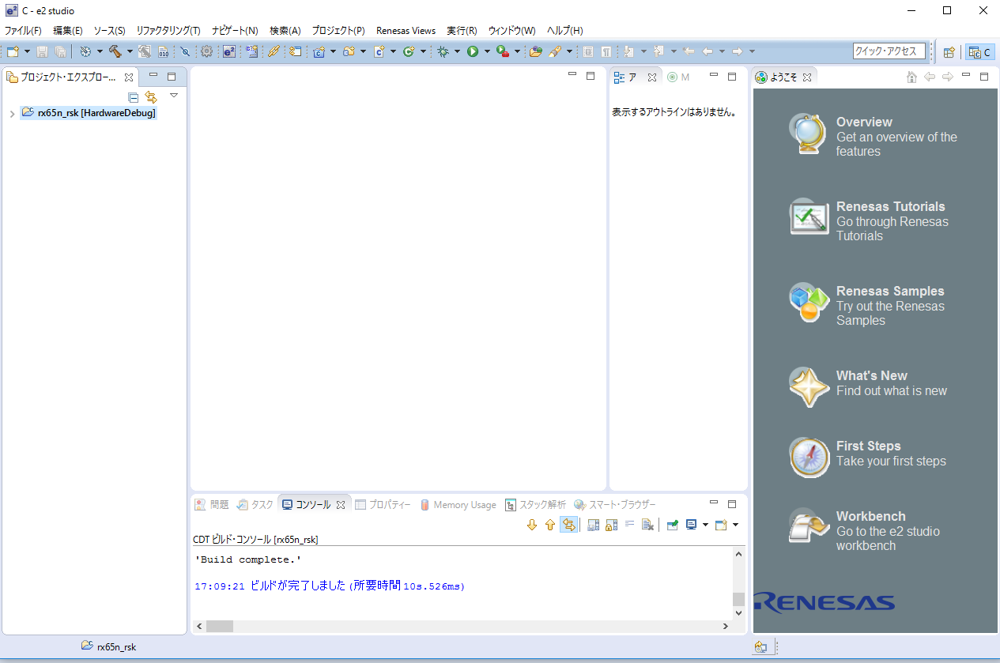 C - e2 studio
ファイル(F) 編集(E) ソース(S) リファクタリング(T) ナビゲート(N) 検索(A) プロジェクト(P) Renesas Views 実行(R) ウィンドウ(W) ヘルプ(H)
クイック・アクセス
C
プロジェクト・エクスプロー...
rx65n_rsk [HardwareDebug]
ア
M
表示するアウトラインはありません。
ようこそ
Overview
Get an overview of the
features
Renesas Tutorials
Go through Renesas
Tutorials
Renesas Samples
Try out the Renesas
Samples
What's New
Find out what is new
First Steps
Take your first steps
Workbench
Go to the e2 studio
workbench
RENESAS
問題 タスク コンソール プロパティー Memory Usage スタック解析 スマート・ブラウザー
CDT ビルド・コンソール [rx65n_rsk]
'Build complete.'
17:09:21 ビルドが完了しました (所要時間 10s.526ms)
rx65n_rsk